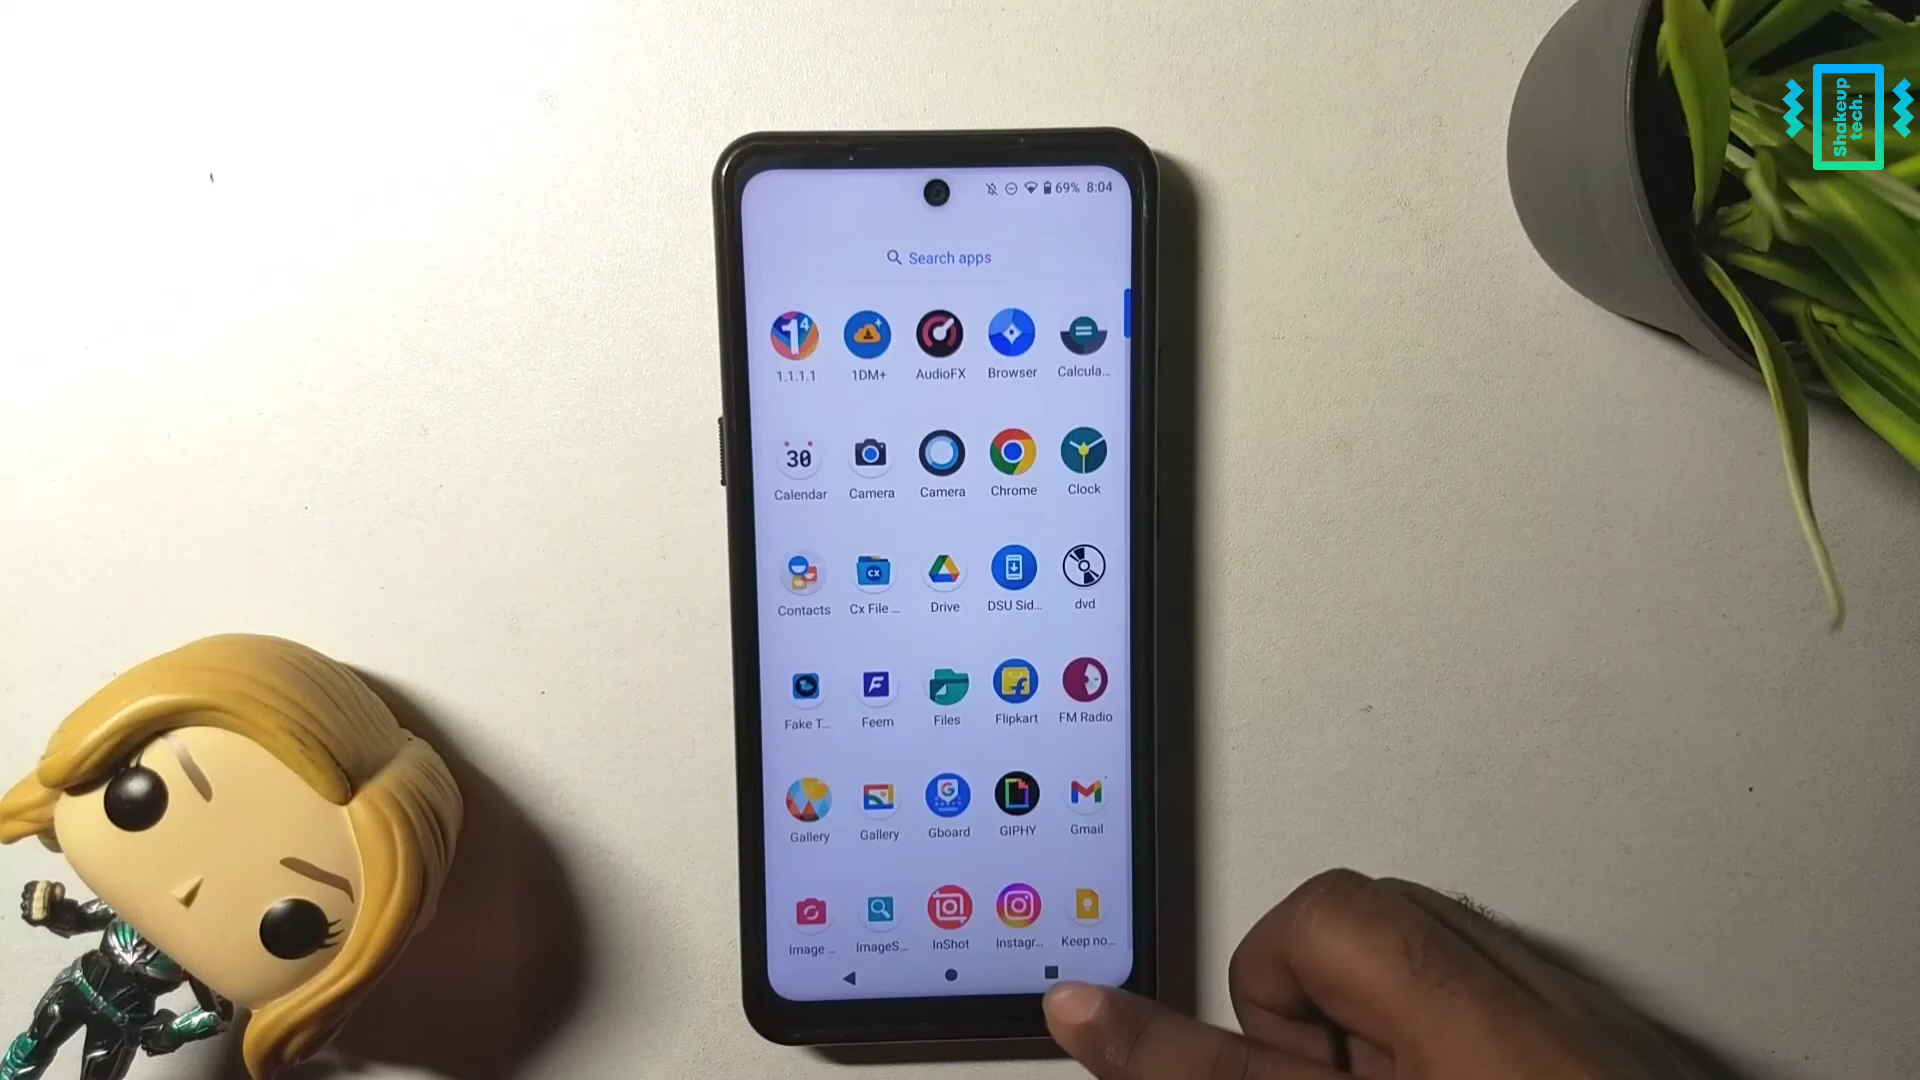 Shakeup
tech.
69% 8:04
Search apps
1.1.1.1 1DM+ AudioFX Browser Calcula...
30
Calendar Camera Camera Chrome Clock
CX
Contacts Cx File ... Drive DSU Sid... dvd
Fake T... Feem Files Flipkart FM Radio
Gallery Gallery Gboard GIPHY Gmail
Image ... ImageS... InShot Instagr... Keep no...